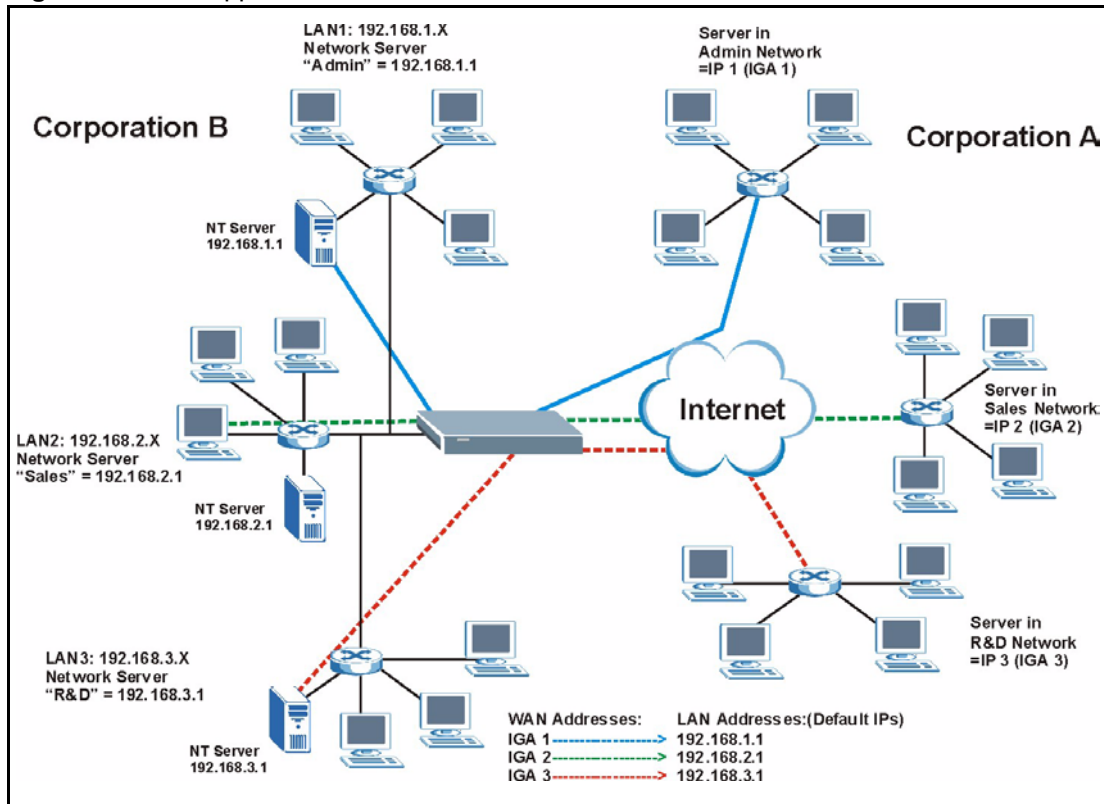 LAN1: 192.168.1.X
Network Server
“Admin” = 192.168.1.1
Server in
Admin Network
=IP 1 (IGA 1)
Corporation B
Corporation A
NT Server
192.168.1.1
Internet
Server in
Sales Network
=IP 2 (IGA 2)
LAN2: 192.168.2.X
Network Server
“Sales” = 192.168.2.1
NT Server
192.168.2.1
Server in
R&D Network
=IP 3 (IGA 3)
LAN3: 192.168.3.X
Network Server
“R&D” = 192.168.3.1
NT Server
192.168.3.1
WAN Addresses: LAN Addresses:(Default IPs)
IGA 1 192.168.1.1
IGA 2 192.168.2.1
IGA 3 192.168.3.1